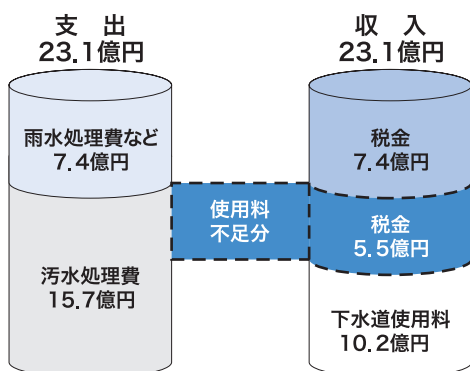 支 出
23.1億円
雨水処理費など
7.4億円
汚水処理費
15.7億円
使用料
不足分
収 入
23.1億円
税金
7.4億円
税金
5.5億円
下水道使用料
10.2億円